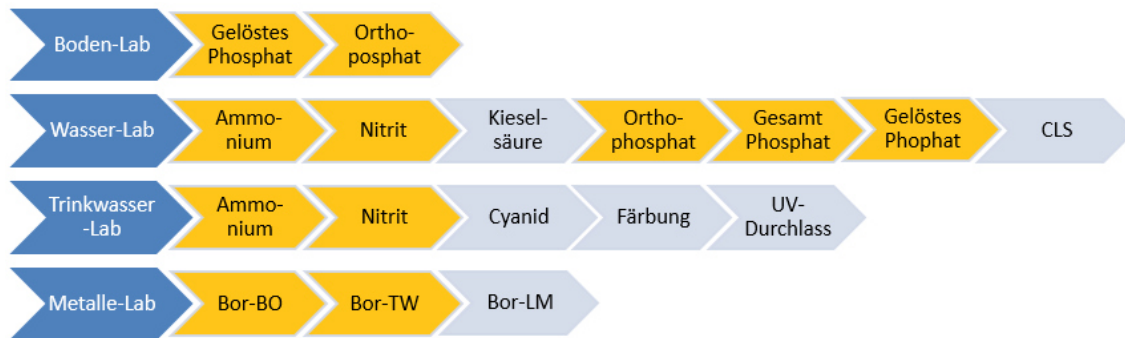 Boden-Lab
Gelöstes
Phosphat
Ortho-
posphat
Wasser-Lab
Ammo-
nium
Nitrit
Kiesel-
säure
Ortho-
phosphat
Gesamt
Phosphat
Gelöstes
Phophat
CLS
Trinkwasser
-Lab
Ammo-
nium
Nitrit
Cyanid
Färbung
UV-
Durchlass
Metalle-Lab
Bor-BO
Bor-TW
Bor-LM